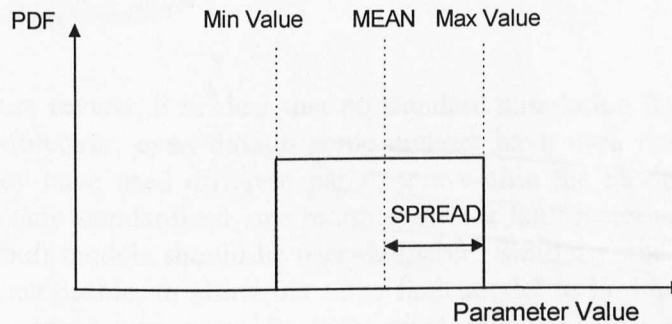 PDF
Min Value
MEAN
Max Value
SPREAD
Parameter Value